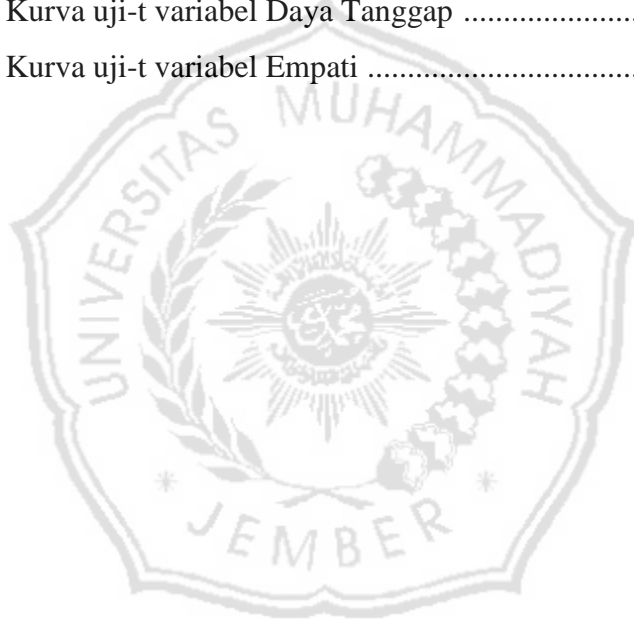 Kurva uji-t variabel Daya Tanggap ......................
Kurva uji-t variabel Empati ..................................
UNIVERSITAS MUHAMMADIYAH
JEMBER